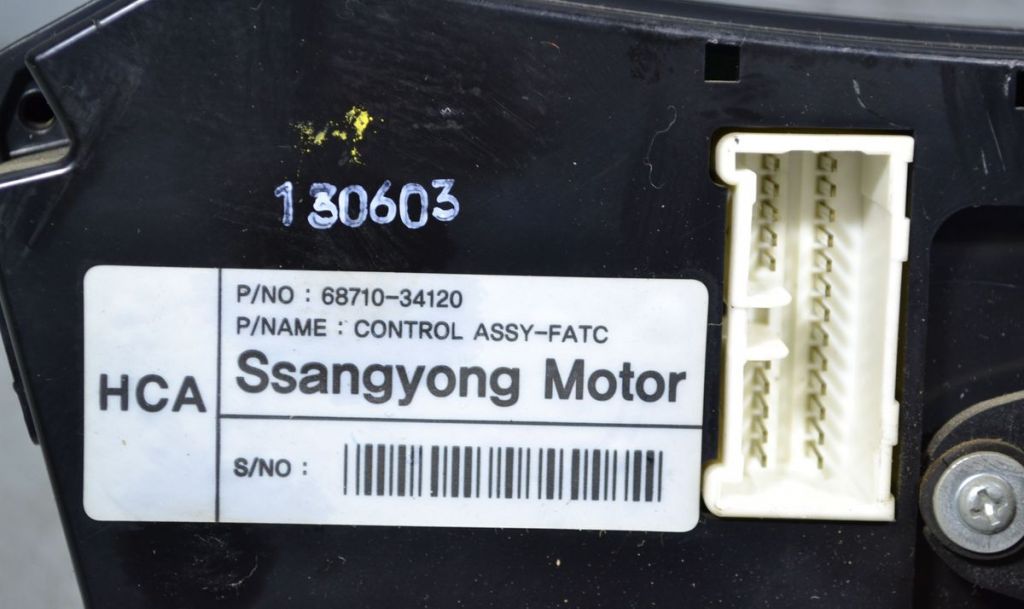 130603
P/NO : 68710-34120
P/NAME : CONTROL ASSY-FATC
HCA
Ssangyong Motor
S/NO :